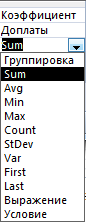 Коэффициент
Доплаты
Sum
Группировка
Sum
Avg
Min
Max
Count
StDev
Var
First
Last
Выражение
Условие